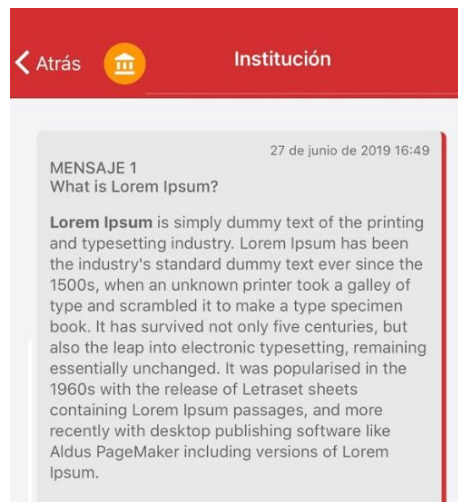 Atrás
Institución
27 de junio de 2019 16:49
MENSAJE 1
What is Lorem Ipsum?
Lorem Ipsum is simply dummy text of the printing
and typesetting industry. Lorem Ipsum has been
the industry's standard dummy text ever since the
1500s, when an unknown printer took a galley of
type and scrambled it to make a type specimen
book. It has survived not only five centuries, but
also the leap into electronic typesetting, remaining
essentially unchanged. It was popularised in the
1960s with the release of Letraset sheets
containing Lorem Ipsum passages, and more
recently with desktop publishing software like
Aldus PageMaker including versions of Lorem
Ipsum.